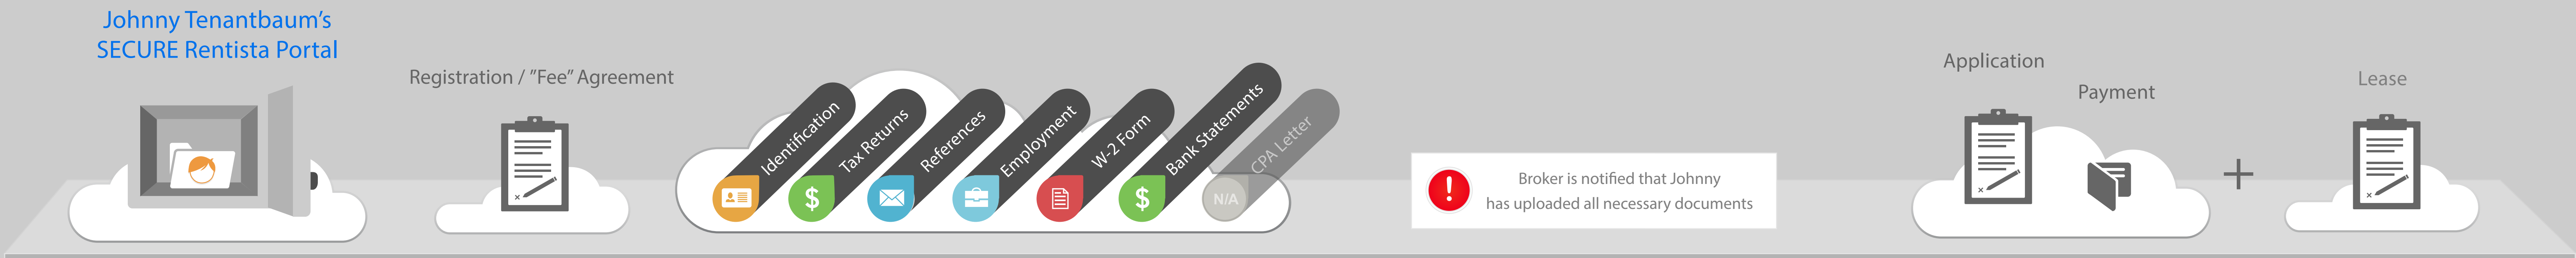 Johnny Tenantbaum’s
SECURE Rentista Portal
Registration / ”Fee” Agreement
Identification
Tax Returns
References
Employment
W-2 Form
Bank Statements
CPA Letter
N/A
Broker is notified that Johnny
has uploaded all necessary documents
Application
Payment
Lease